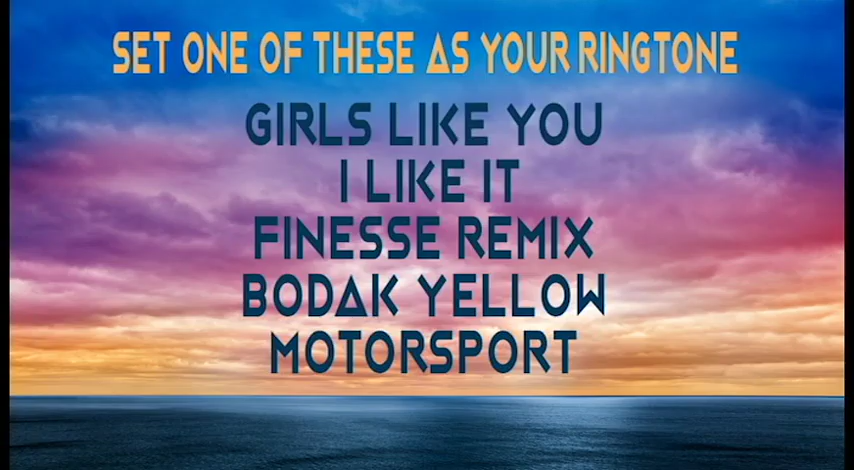 SET ONE OF THESE AS YOUR RINGTONE
GIRLS LIKE YOU
I LIKE IT
FINESSE REMIX
BODAK YELLOW
MOTORSPORT